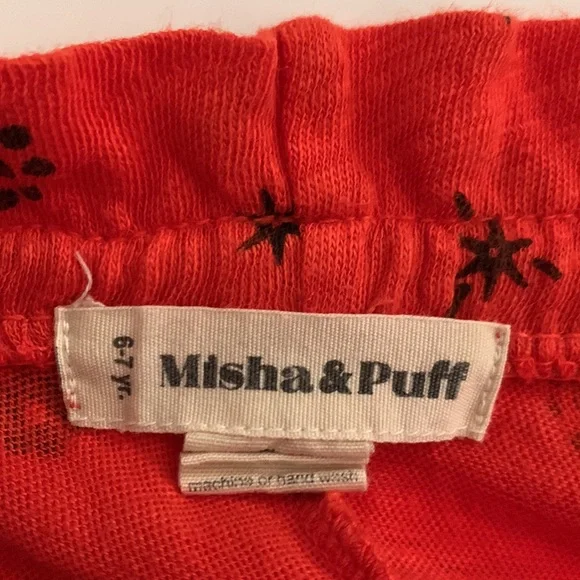 6-7 yr.
Misha&Puff
machine or hand wash